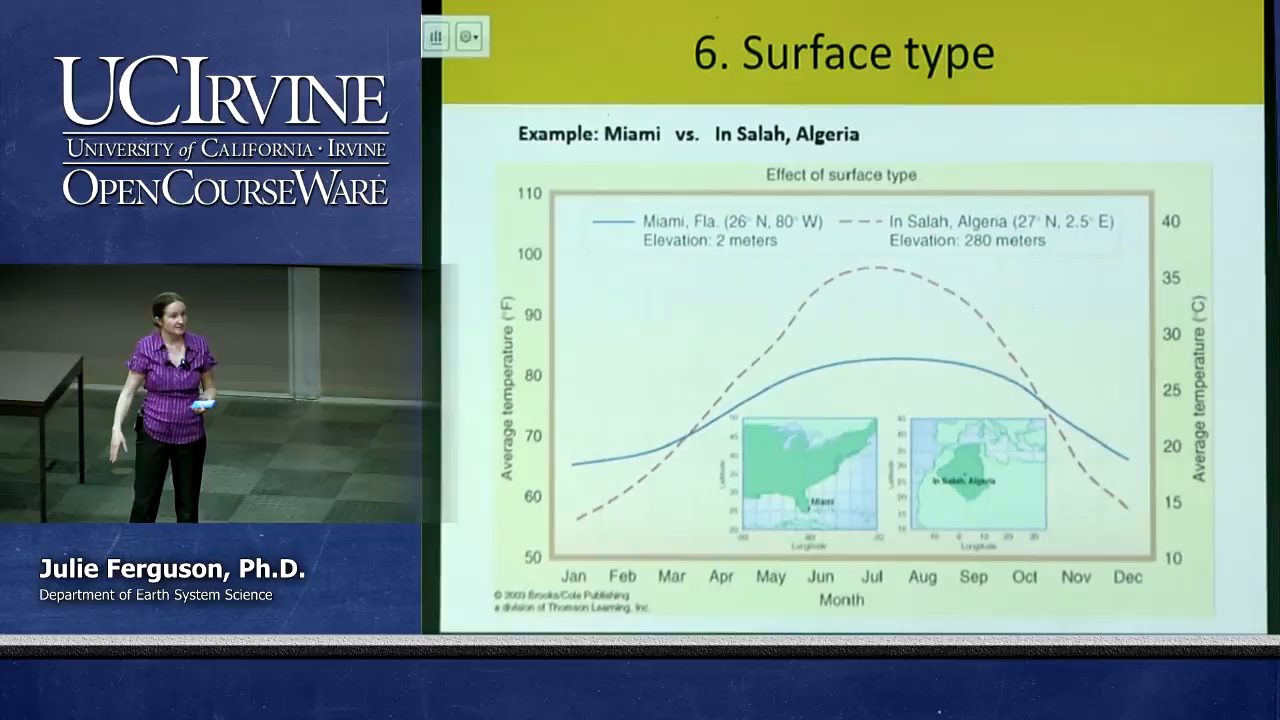 UCIRVINE
UNIVERSITY of CALIFORNIA · IRVINE
OPENCOURSEWARE
Julie Ferguson, Ph.D.
Department of Earth System Science
6. Surface type
Example: Miami vs. In Salah, Algeria
Effect of surface type
Miami, Fla. (26° N, 80° W)
Elevation: 2 meters
In Salah, Algeria (27° N, 2.5° E)
Elevation: 280 meters
Average temperature (°F)
110
100
90
80
70
60
50
40
35
30
25
20
15
10
Average temperature (°C)
Miami
Latitude
Longitude
In Salah, Algeria
Latitude
Longitude
Jan Feb Mar Apr May Jun Jul Aug Sep Oct Nov Dec
Month
© 2003 Brooks/Cole Publishing
a division of Thomson Learning, Inc.